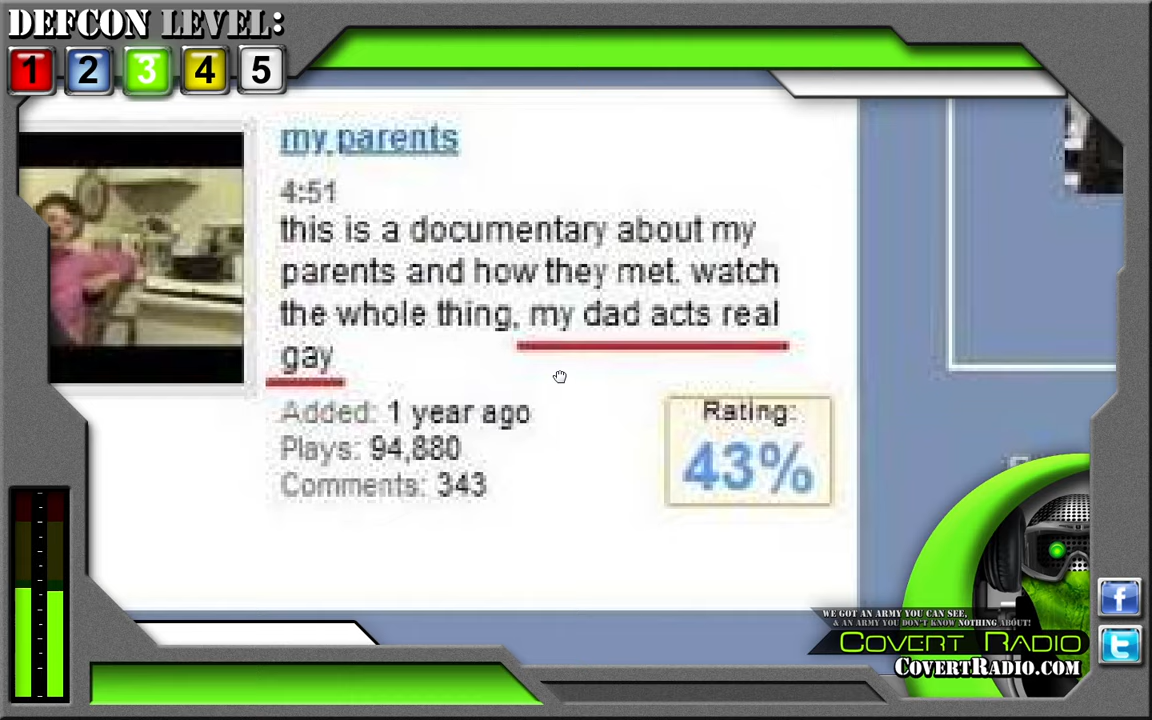 DEFCON LEVEL:
1 2 3 4 5
my parents
4:51
this is a documentary about my
parents and how they met. watch
the whole thing, my dad acts real
gay
Added: 1 year ago
Plays: 94,880
Comments: 343
Rating:
43%
WE GOT AN ARMY YOU CAN SEE,
& AN ARMY YOU DON'T KNOW NOTHING ABOUT!
COVERT RADIO
COVERTRADIO.COM